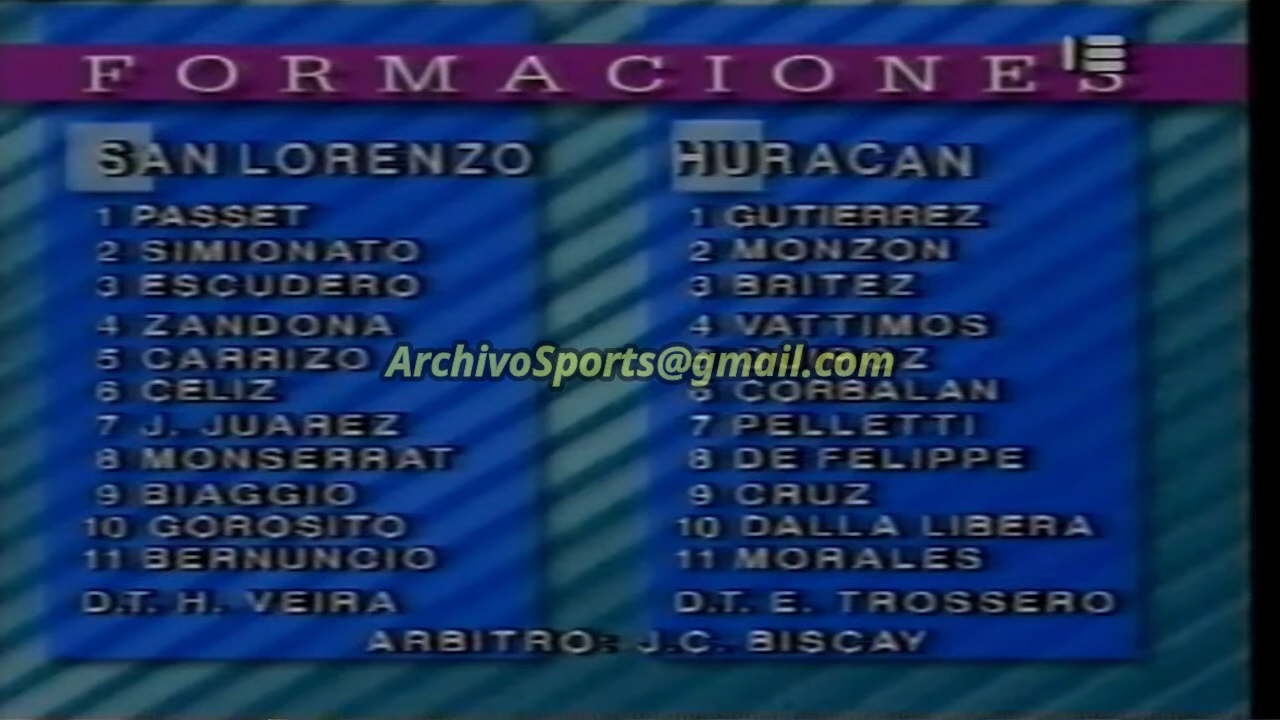 FORMACIONES
SAN LORENZO
1 PASSET
2 SIMIONATO
3 ESCUDERO
4 ZANDONA
5 CARRIZO
6 CELIZ
7 J. JUAREZ
8 MONSERRAT
9 BIAGGIO
10 GOROSITO
11 BERNUNCIO
D.T. H. VEIRA
HURACAN
1 GUTIERREZ
2 MONZON
3 BRITEZ
4 VATTIMOS
6 CORBALAN
7 PELLETTI
8 DE FELIPPE
9 CRUZ
10 DALLA LIBERA
11 MORALES
D.T. E. TROSSERO
ARBITRO: J.C. BISCAY
ArchivoSports@gmail.com